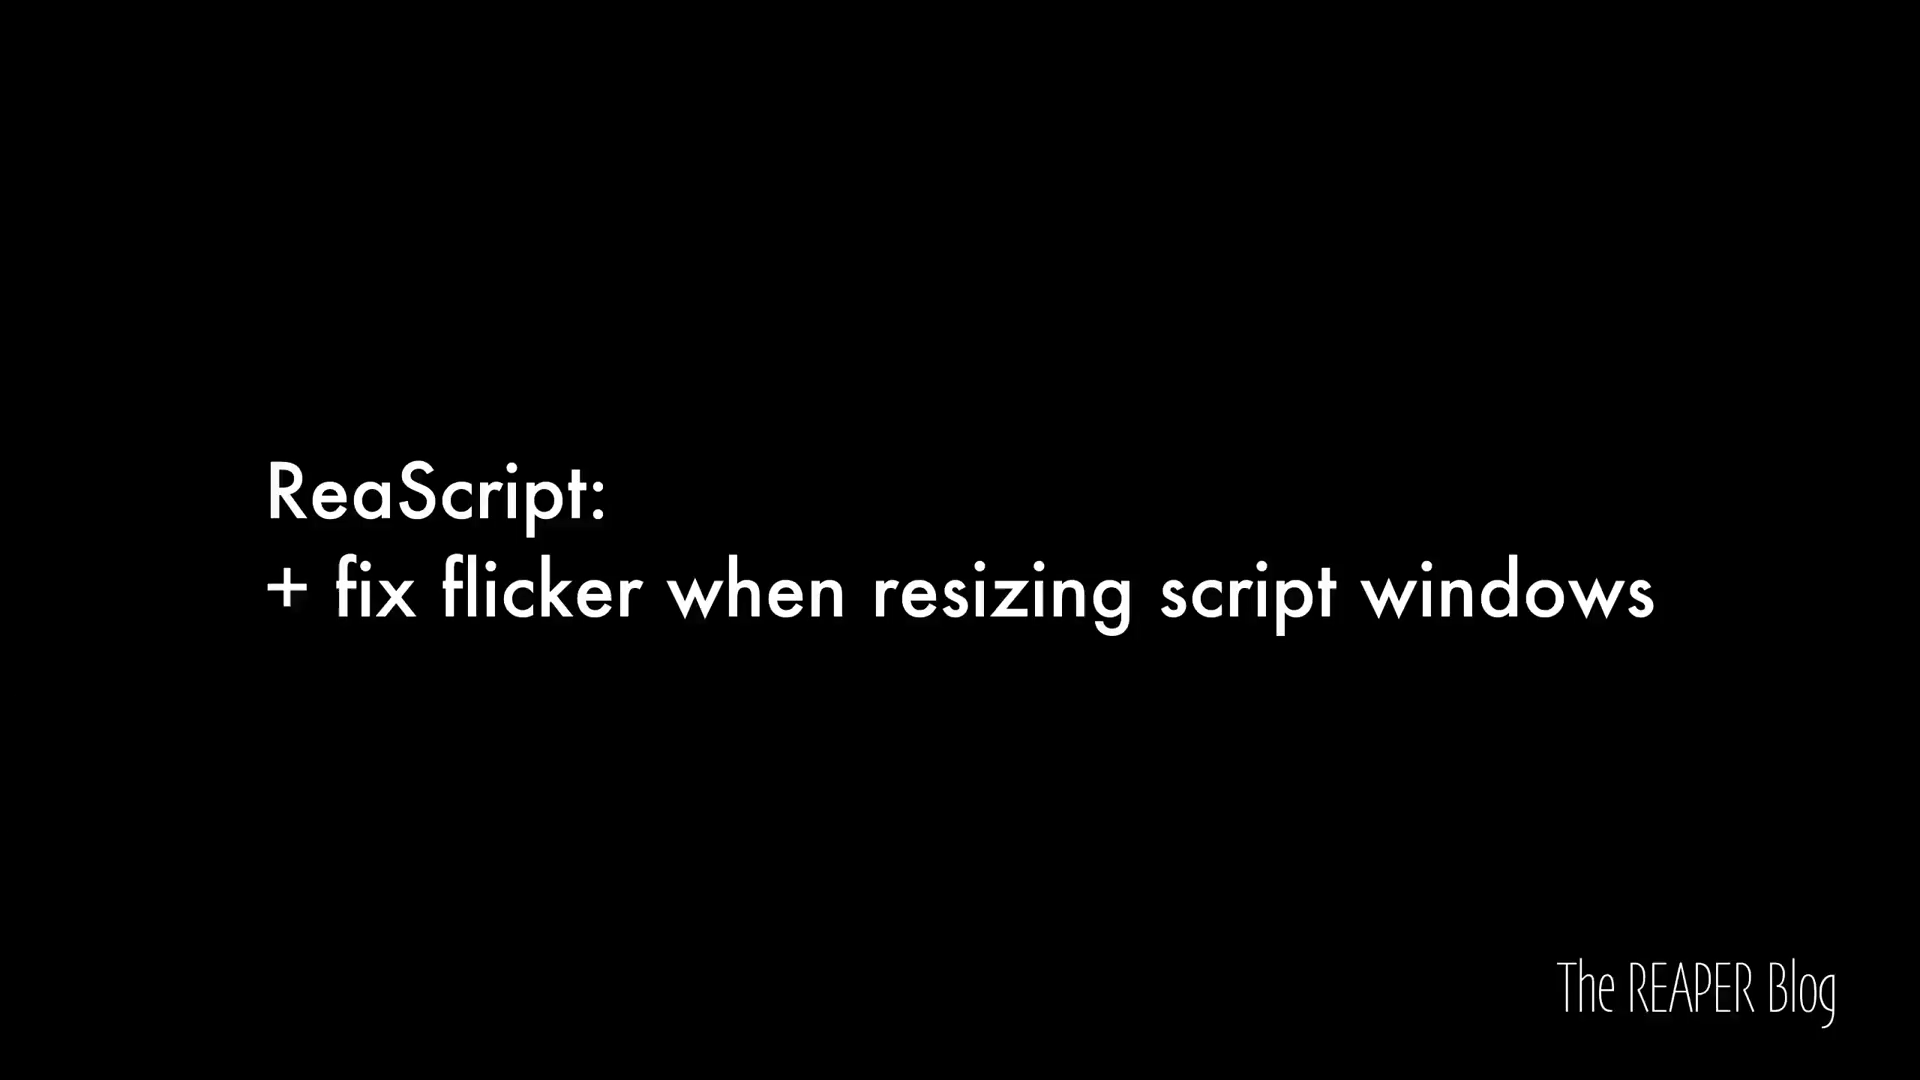 ReaScript:
+ fix flicker when resizing script windows
The REAPER Blog